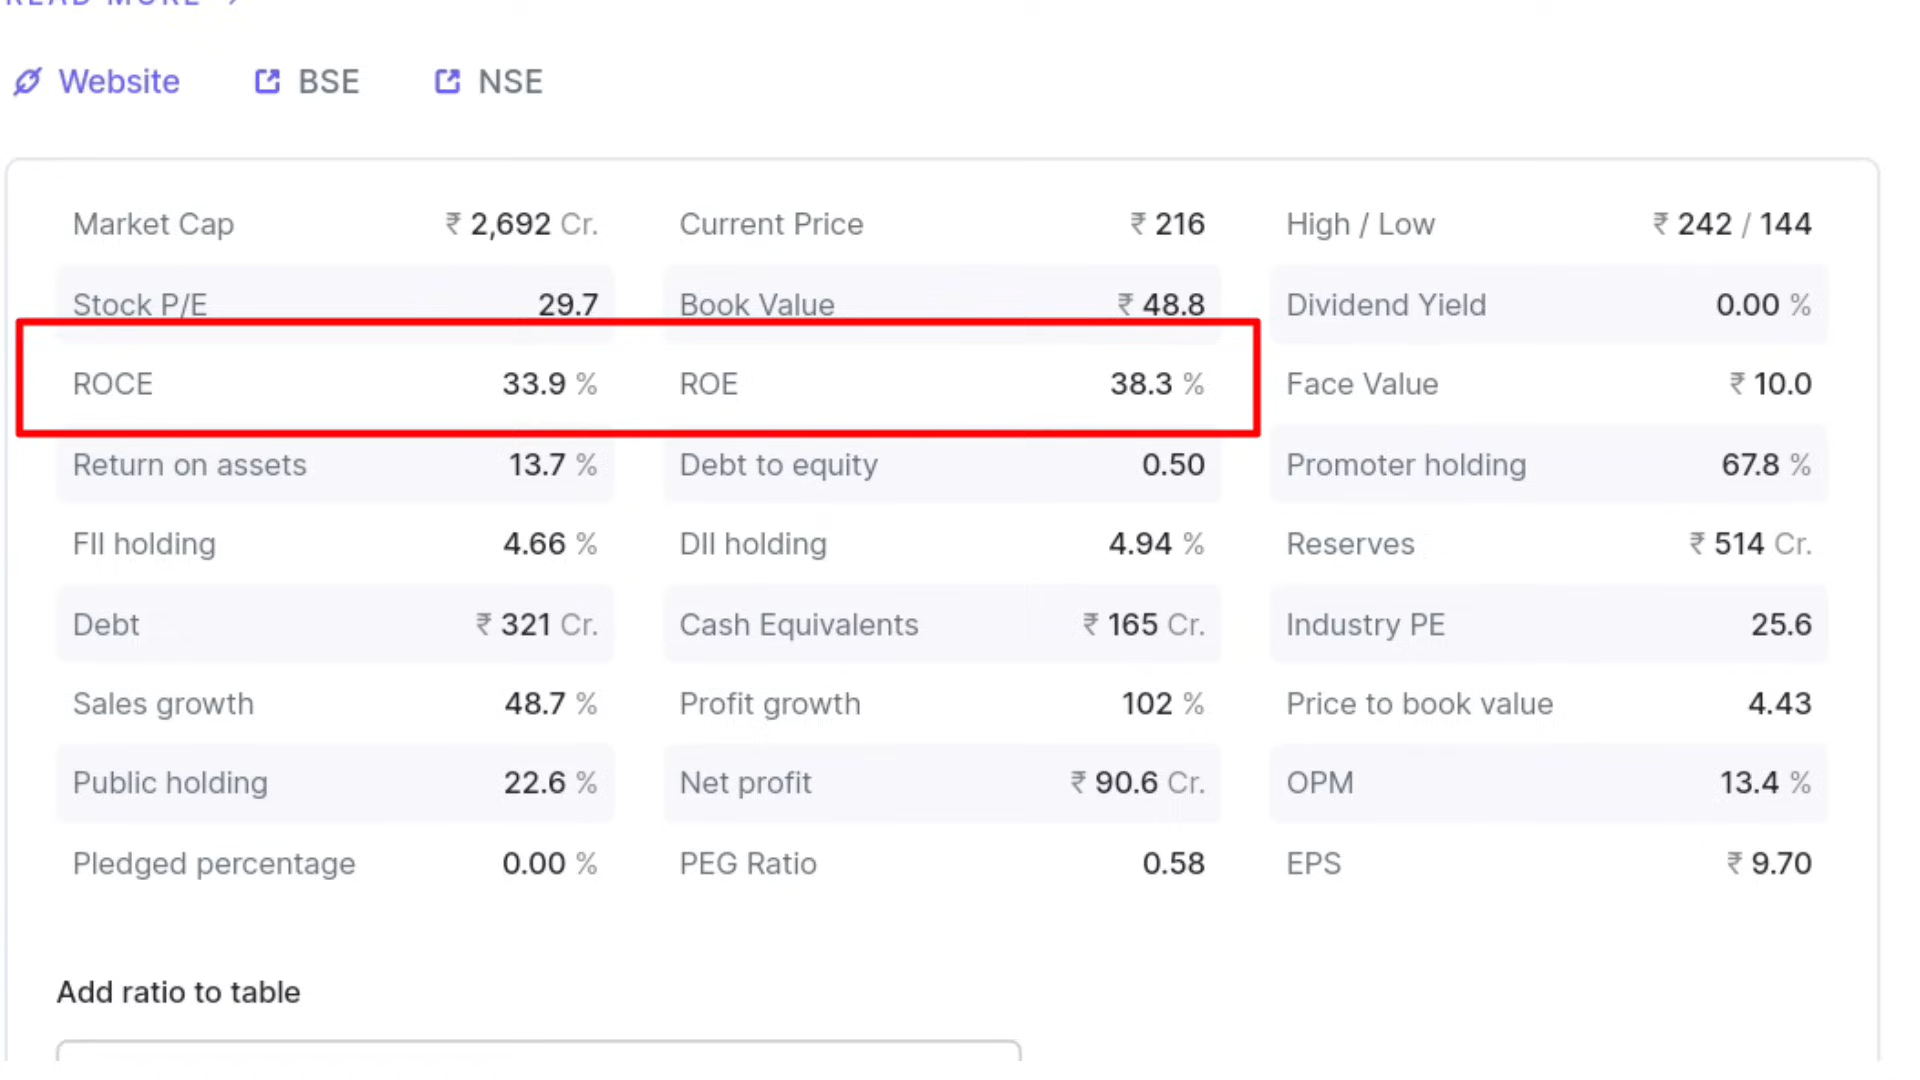 READ MORE
Website BSE NSE
Market Cap ₹ 2,692 Cr. Current Price ₹ 216 High / Low ₹ 242 / 144
Stock P/E 29.7 Book Value ₹ 48.8 Dividend Yield 0.00 %
ROCE 33.9 % ROE 38.3 % Face Value ₹ 10.0
Return on assets 13.7 % Debt to equity 0.50 Promoter holding 67.8 %
FII holding 4.66 % DII holding 4.94 % Reserves ₹ 514 Cr.
Debt ₹ 321 Cr. Cash Equivalents ₹ 165 Cr. Industry PE 25.6
Sales growth 48.7 % Profit growth 102 % Price to book value 4.43
Public holding 22.6 % Net profit ₹ 90.6 Cr. OPM 13.4 %
Pledged percentage 0.00 % PEG Ratio 0.58 EPS ₹ 9.70
Add ratio to table